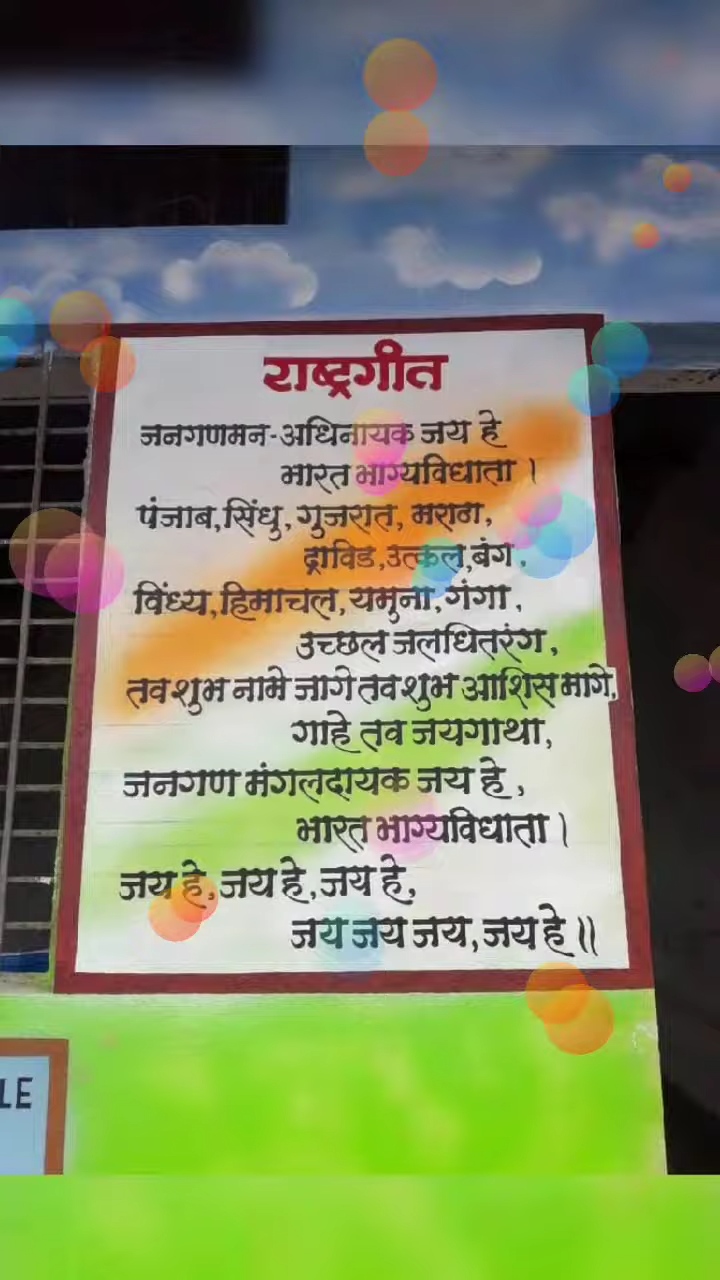 राष्ट्रगीत
जनगणमन-अधिनायक जय हे
भारत भाग्यविधाता ।
पंजाब,सिंधु, गुजरात, मराठा,
द्राविड,उत्कल,बंग,
विंध्य,हिमाचल,यमुना,गंगा,
उच्छल जलधितरंग,
तव शुभ नामे जागे तव शुभ आशिस मागे,
गाहे तव जयगाथा,
जनगण मंगलदायक जय हे,
भारत भाग्यविधाता ।
जय हे, जय हे, जय हे,
जय जय जय, जय हे ॥
LE